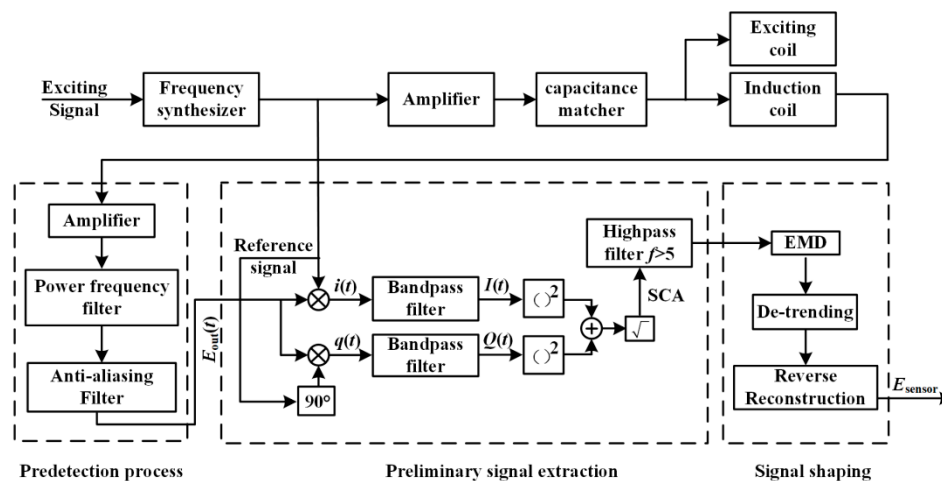 Exciting
Signal
Frequency
synthesizer
Amplifier
capacitance
matcher
Exciting
coil
Induction
coil
Amplifier
Power frequency
filter
Anti-aliasing
Filter
Predetection process
E_out(t)
Reference
signal
i(t)
Bandpass
filter
I(t)
( )²
q(t)
Bandpass
filter
Q(t)
( )²
90°
+
√
SCA
Highpass
filter f>5
Preliminary signal extraction
EMD
De-trending
Reverse
Reconstruction
E_sensor
Signal shaping